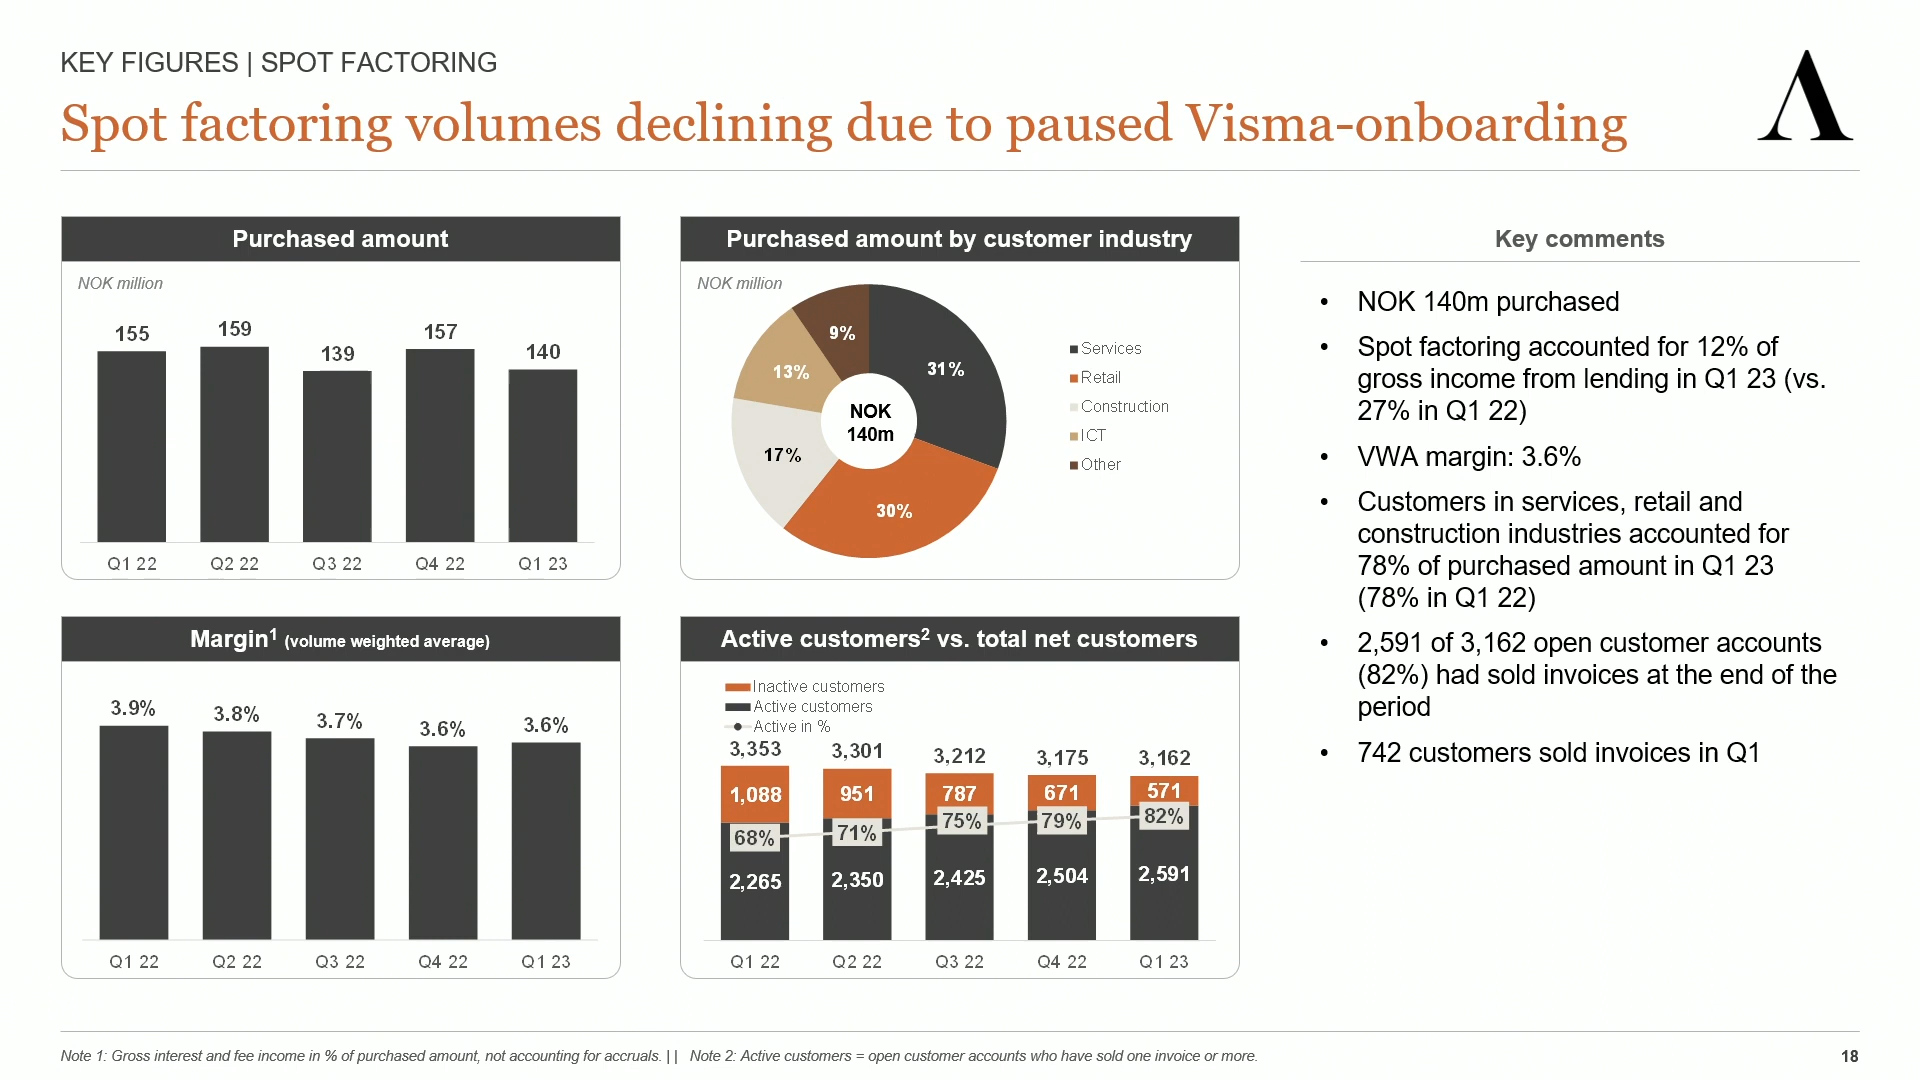 KEY FIGURES | SPOT FACTORING
Spot factoring volumes declining due to paused Visma-onboarding
Purchased amount
NOK million
155
159
139
157
140
Q1 22
Q2 22
Q3 22
Q4 22
Q1 23
Purchased amount by customer industry
NOK million
9%
31%
13%
17%
30%
NOK
140m
Services
Retail
Construction
ICT
Other
Margin1 (volume weighted average)
3.9%
3.8%
3.7%
3.6%
3.6%
Q1 22
Q2 22
Q3 22
Q4 22
Q1 23
Active customers2 vs. total net customers
Inactive customers
Active customers
Active in %
3,353
3,301
3,212
3,175
3,162
1,088
951
787
671
571
68%
71%
75%
79%
82%
2,265
2,350
2,425
2,504
2,591
Q1 22
Q2 22
Q3 22
Q4 22
Q1 23
Key comments
• NOK 140m purchased
• Spot factoring accounted for 12% of
gross income from lending in Q1 23 (vs.
27% in Q1 22)
• VWA margin: 3.6%
• Customers in services, retail and
construction industries accounted for
78% of purchased amount in Q1 23
(78% in Q1 22)
• 2,591 of 3,162 open customer accounts
(82%) had sold invoices at the end of the
period
• 742 customers sold invoices in Q1
Note 1: Gross interest and fee income in % of purchased amount, not accounting for accruals. | | Note 2: Active customers = open customer accounts who have sold one invoice or more.
18